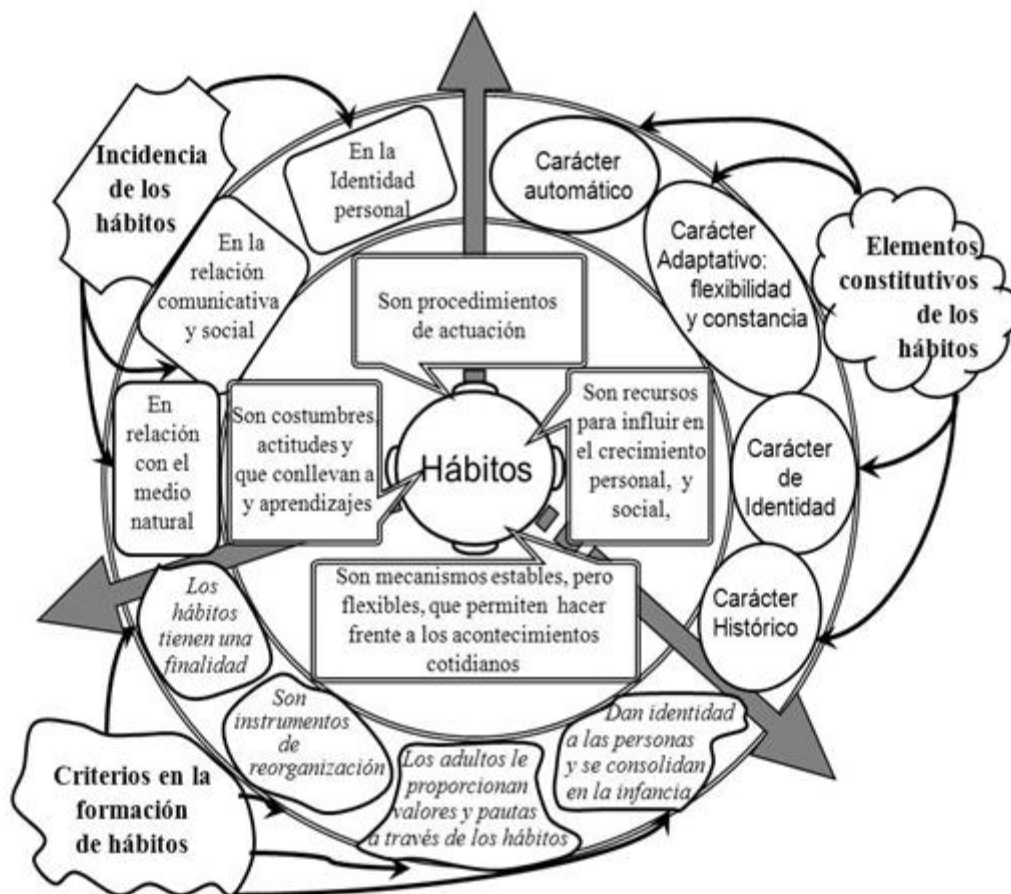 Incidencia
de los
hábitos
En la
Identidad
personal
En la
relación
comunicativa
y social
En
relación
con el
medio
natural
Carácter
automático
Carácter
Adaptativo:
flexibilidad
y constancia
Carácter
de
Identidad
Carácter
Histórico
Elementos
constitutivos
de los
hábitos
Son procedimientos
de actuación
Son costumbres,
actitudes y
que conllevan a
y aprendizajes
Hábitos
Son recursos
para influir en
el crecimiento
personal, y
social,
Son mecanismos estables, pero
flexibles, que permiten hacer
frente a los acontecimientos
cotidianos
Los
hábitos
tienen una
finalidad
Son
instrumentos
de
reorganización
Los adultos le
proporcionan
valores y pautas
a través de los hábitos
Dan identidad
a las personas
y se consolidan
en la infancia
Criterios en la
formación
de hábitos